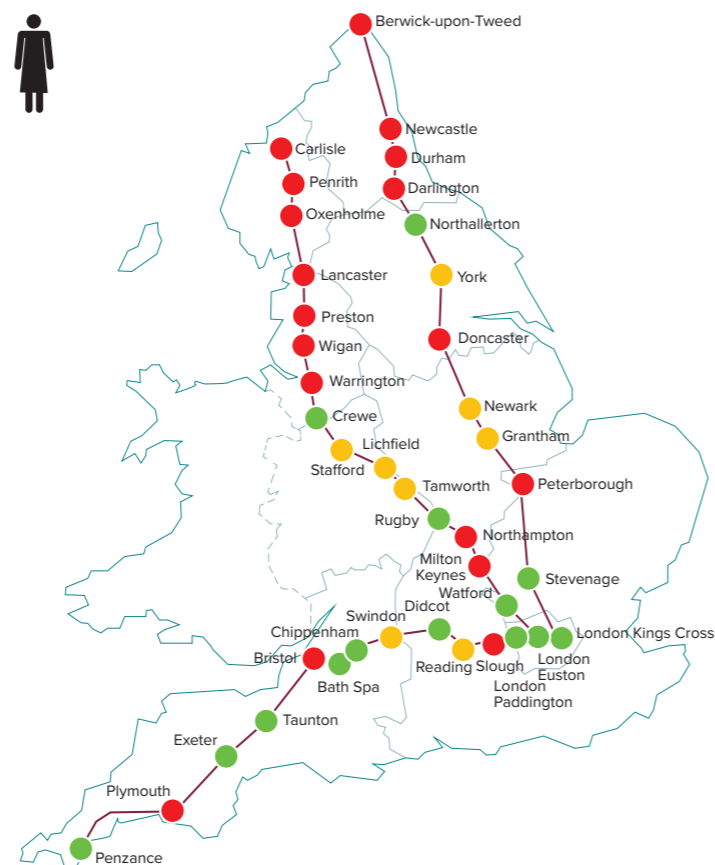 Berwick-upon-Tweed
Newcastle
Carlisle
Durham
Penrith
Darlington
Oxenholme
Northallerton
Lancaster
York
Preston
Doncaster
Wigan
Warrington
Newark
Crewe
Grantham
Lichfield
Stafford
Tamworth
Peterborough
Rugby
Northampton
Milton
Keynes
Stevenage
Watford
Didcot
Swindon
Chippenham
London Kings Cross
Bristol
Reading
Slough
London
Euston
Bath Spa
London
Paddington
Taunton
Exeter
Plymouth
Penzance